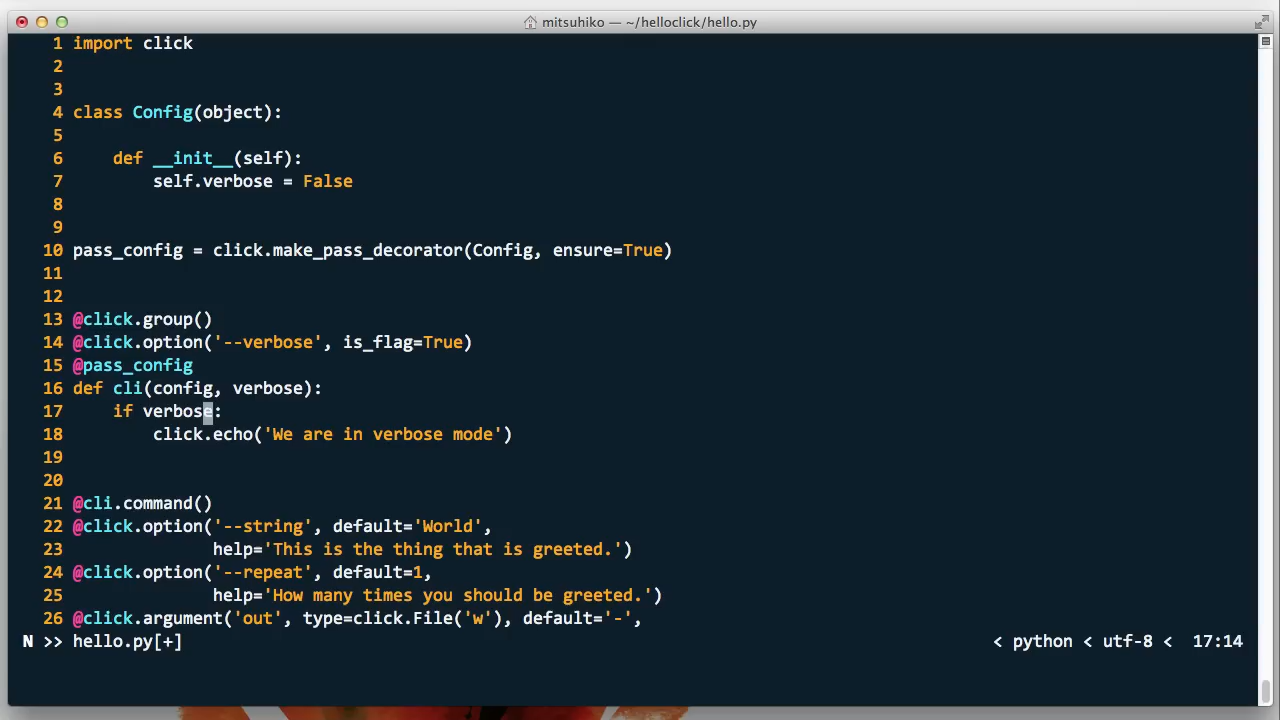 mitsuhiko — ~/helloclick/hello.py
1 import click
2
3
4 class Config(object):
5
6     def __init__(self):
7         self.verbose = False
8
9
10 pass_config = click.make_pass_decorator(Config, ensure=True)
11
12
13 @click.group()
14 @click.option('--verbose', is_flag=True)
15 @pass_config
16 def cli(config, verbose):
17     if verbose:
18         click.echo('We are in verbose mode')
19
20
21 @cli.command()
22 @click.option('--string', default='World',
23               help='This is the thing that is greeted.')
24 @click.option('--repeat', default=1,
25               help='How many times you should be greeted.')
26 @click.argument('out', type=click.File('w'), default='-',
N >> hello.py[+] < python < utf-8 < 17:14